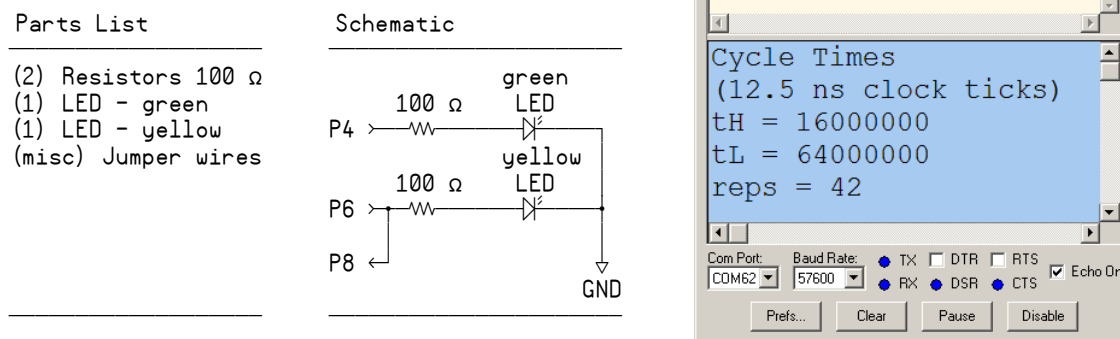 Parts List
(2) Resistors 100 Ω
(1) LED - green
(1) LED - yellow
(misc) Jumper wires
Schematic
green
100 Ω LED
P4
yellow
100 Ω LED
P6
P8
GND
Cycle Times
(12.5 ns clock ticks)
tH = 16000000
tL = 64000000
reps = 42
Com Port: Baud Rate: TX DTR RTS
COM62 57600 RX DSR CTS Echo On
Prefs... Clear Pause Disable